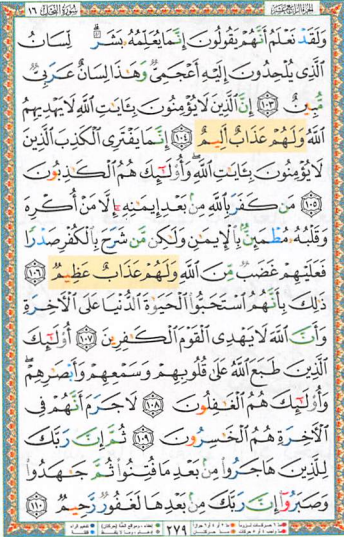 الجزء الرابع عشر سورة النحل ١٦
وَلَقَدْ نَعْلَمُ أَنَّهُمْ يَقُولُونَ إِنَّمَا يُعَلِّمُهُۥ بَشَرٌ ۗ لِّسَانُ
ٱلَّذِى يُلْحِدُونَ إِلَيْهِ أَعْجَمِىٌّ وَهَٰذَا لِسَانٌ عَرَبِىٌّ
مُّبِينٌ ١٠٣ إِنَّ ٱلَّذِينَ لَا يُؤْمِنُونَ بِـَٔايَٰتِ ٱللَّهِ لَا يَهْدِيهِمُ
ٱللَّهُ وَلَهُمْ عَذَابٌ أَلِيمٌ ١٠٤ إِنَّمَا يَفْتَرِى ٱلْكَذِبَ ٱلَّذِينَ
لَا يُؤْمِنُونَ بِـَٔايَٰتِ ٱللَّهِ ۖ وَأُو۟لَٰٓئِكَ هُمُ ٱلْكَٰذِبُونَ
١٠٥ مَن كَفَرَ بِٱللَّهِ مِنۢ بَعْدِ إِيمَٰنِهِۦٓ إِلَّا مَنْ أُكْرِهَ
وَقَلْبُهُۥ مُطْمَئِنٌّۢ بِٱلْإِيمَٰنِ وَلَٰكِن مَّن شَرَحَ بِٱلْكُفْرِ صَدْرًا
فَعَلَيْهِمْ غَضَبٌ مِّنَ ٱللَّهِ وَلَهُمْ عَذَابٌ عَظِيمٌ ١٠٦
ذَٰلِكَ بِأَنَّهُمُ ٱسْتَحَبُّوا۟ ٱلْحَيَوٰةَ ٱلدُّنْيَا عَلَى ٱلْـَٔاخِرَةِ
وَأَنَّ ٱللَّهَ لَا يَهْدِى ٱلْقَوْمَ ٱلْكَٰفِرِينَ ١٠٧ أُو۟لَٰٓئِكَ
ٱلَّذِينَ طَبَعَ ٱللَّهُ عَلَىٰ قُلُوبِهِمْ وَسَمْعِهِمْ وَأَبْصَٰرِهِمْ ۖ
وَأُو۟لَٰٓئِكَ هُمُ ٱلْغَٰفِلُونَ ١٠٨ لَا جَرَمَ أَنَّهُمْ فِى
ٱلْـَٔاخِرَةِ هُمُ ٱلْخَٰسِرُونَ ١٠٩ ثُمَّ إِنَّ رَبَّكَ
لِلَّذِينَ هَاجَرُوا۟ مِنۢ بَعْدِ مَا فُتِنُوا۟ ثُمَّ جَٰهَدُوا۟
وَصَبَرُوٓا۟ إِنَّ رَبَّكَ مِنۢ بَعْدِهَا لَغَفُورٌ رَّحِيمٌ ١١٠
٢٧٩